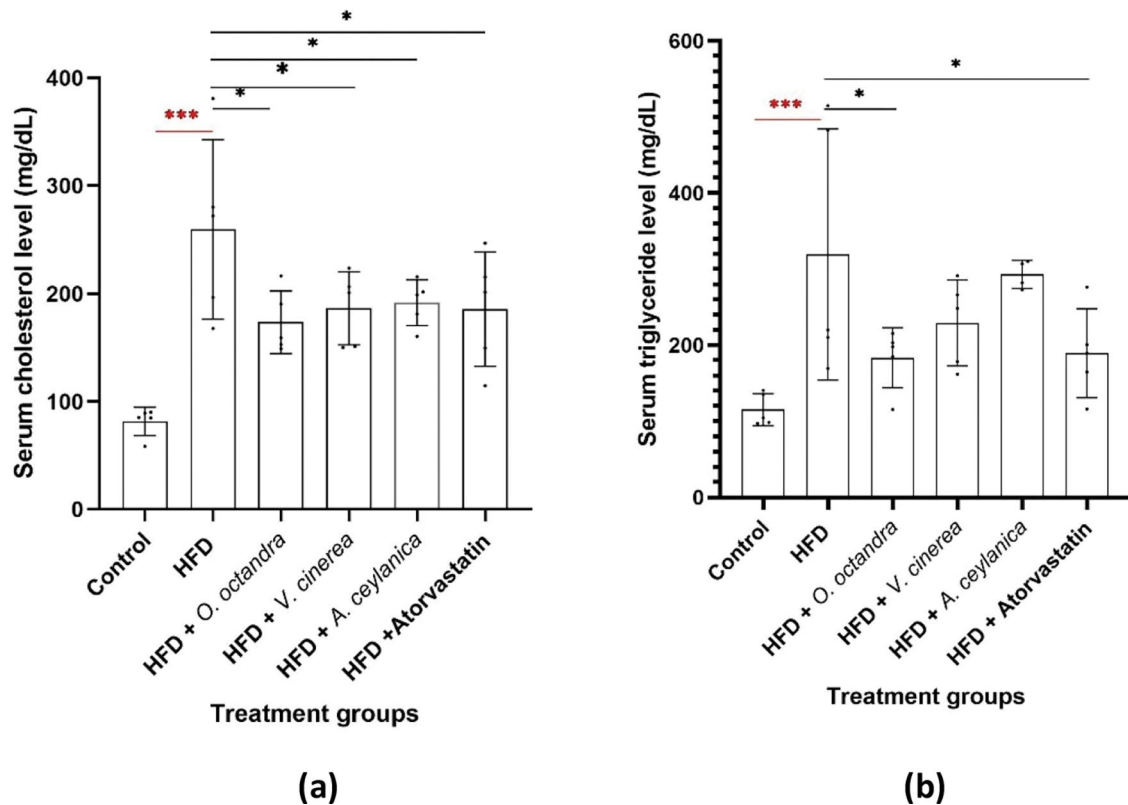 Serum cholesterol level (mg/dL)
400
300
200
100
0
***
*
*
*
*
Control
HFD
HFD + O. octandra
HFD + V. cinerea
HFD + A. ceylanica
HFD +Atorvastatin
Treatment groups
(a)
Serum triglyceride level (mg/dL)
600
400
200
0
***
*
*
Control
HFD
HFD + O. octandra
HFD + V. cinerea
HFD + A. ceylanica
HFD + Atorvastatin
Treatment groups
(b)